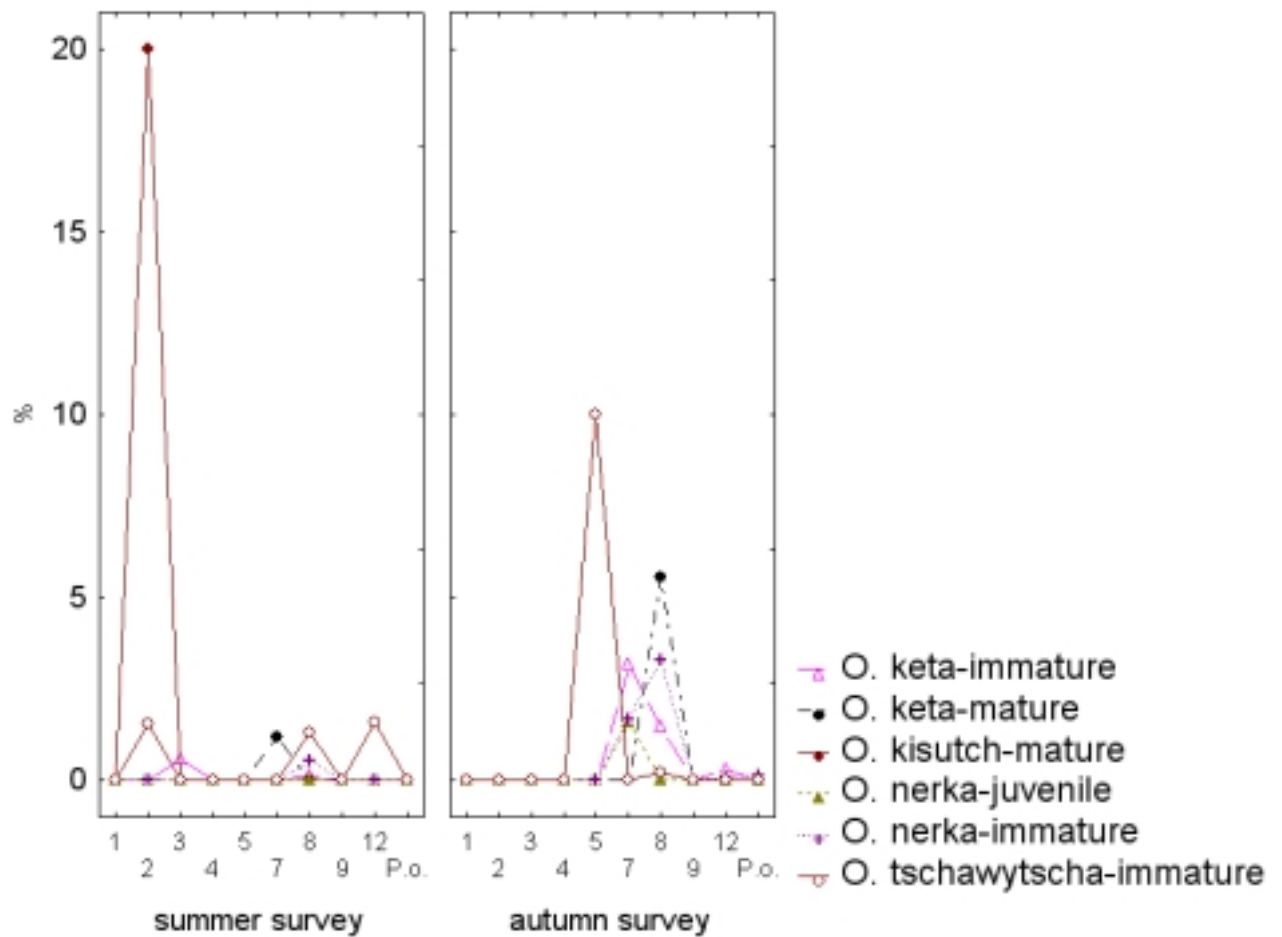 20
15
10
5
0
%
1 3 5 8 12
2 4 7 9 P.o.
summer survey
1 3 5 8 12
2 4 7 9 P.o.
autumn survey
O. keta-immature
O. keta-mature
O. kisutch-mature
O. nerka-juvenile
O. nerka-immature
O. tschawytscha-immature